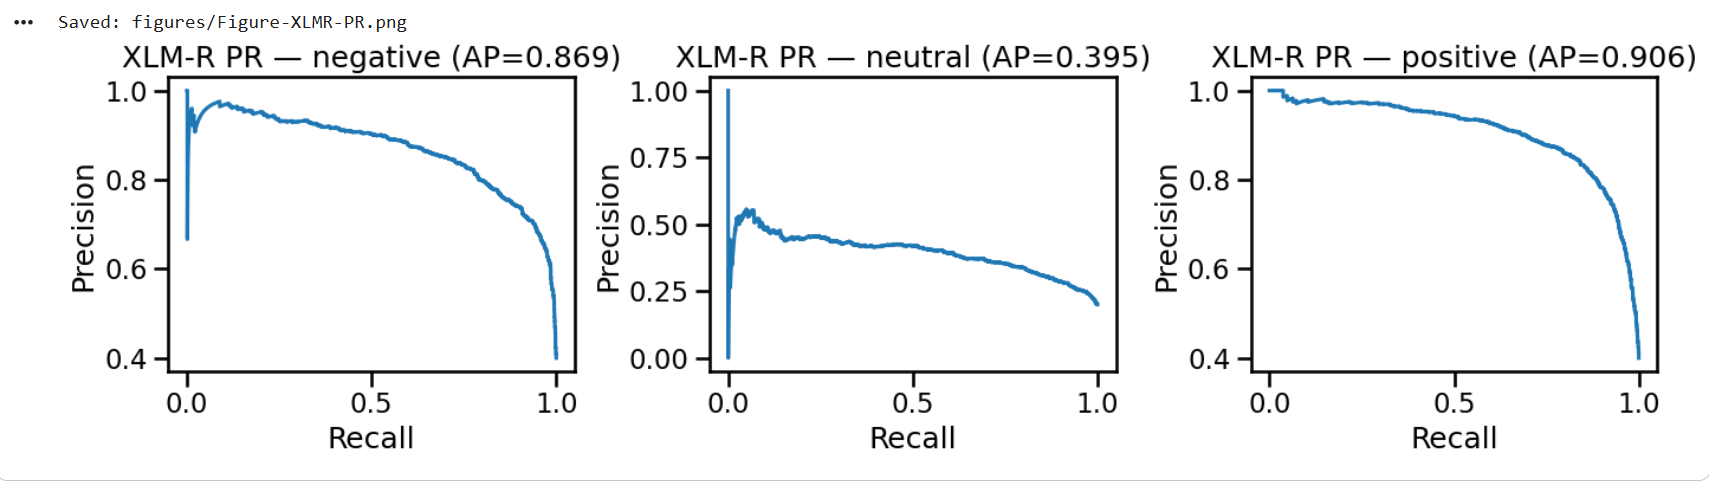 ••• Saved: figures/Figure-XLMR-PR.png
XLM-R PR — negative (AP=0.869)
1.0
0.8
0.6
0.4
Precision
0.0 0.5 1.0
Recall
XLM-R PR — neutral (AP=0.395)
1.00
0.75
0.50
0.25
0.00
Precision
0.0 0.5 1.0
Recall
XLM-R PR — positive (AP=0.906)
1.0
0.8
0.6
0.4
Precision
0.0 0.5 1.0
Recall